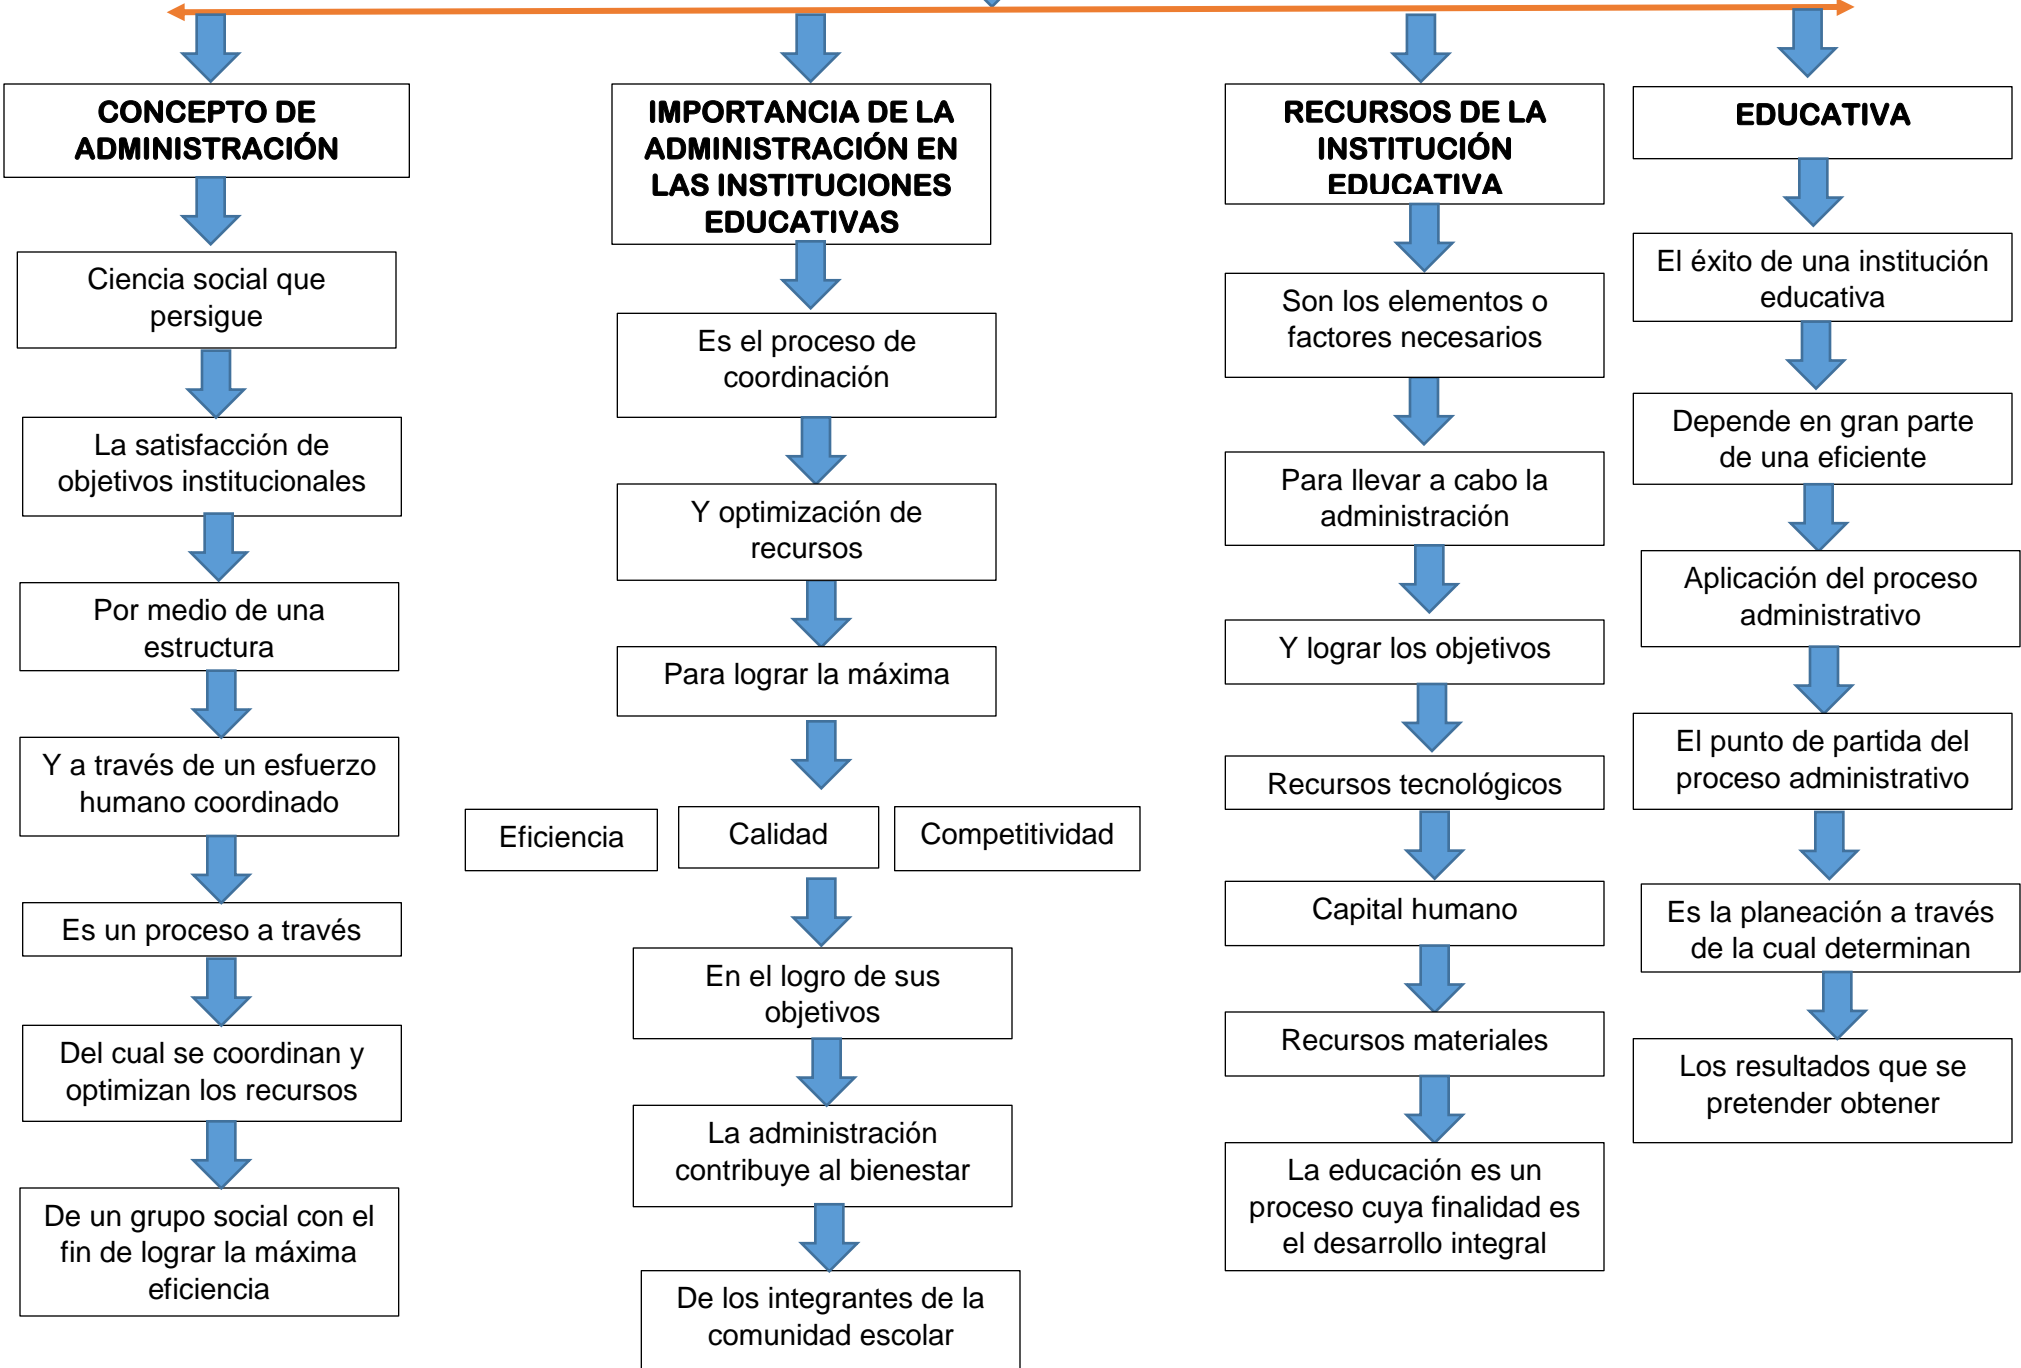 CONCEPTO DE
ADMINISTRACIÓN
Ciencia social que
persigue
La satisfacción de
objetivos institucionales
Por medio de una
estructura
Y a través de un esfuerzo
humano coordinado
Es un proceso a través
Del cual se coordinan y
optimizan los recursos
De un grupo social con el
fin de lograr la máxima
eficiencia
IMPORTANCIA DE LA
ADMINISTRACIÓN EN
LAS INSTITUCIONES
EDUCATIVAS
Es el proceso de
coordinación
Y optimización de
recursos
Para lograr la máxima
Eficiencia
Calidad
Competitividad
En el logro de sus
objetivos
La administración
contribuye al bienestar
De los integrantes de la
comunidad escolar
RECURSOS DE LA
INSTITUCIÓN
EDUCATIVA
Son los elementos o
factores necesarios
Para llevar a cabo la
administración
Y lograr los objetivos
Recursos tecnológicos
Capital humano
Recursos materiales
La educación es un
proceso cuya finalidad es
el desarrollo integral
EDUCATIVA
El éxito de una institución
educativa
Depende en gran parte
de una eficiente
Aplicación del proceso
administrativo
El punto de partida del
proceso administrativo
Es la planeación a través
de la cual determinan
Los resultados que se
pretender obtener